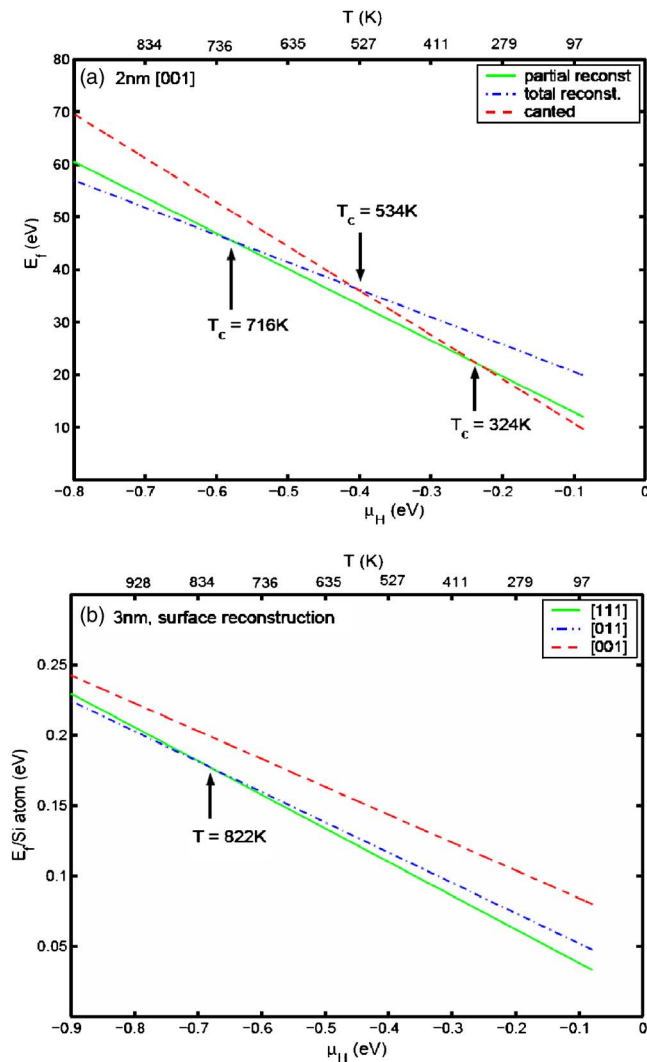 T (K)
834 736 635 527 411 279 97
(a) 2nm [001]
partial reconst
total reconst.
canted
80
70
60
50
40
30
20
10
E_f (eV)
T_c = 534K
T_c = 716K
T_c = 324K
−0.8 −0.7 −0.6 −0.5 −0.4 −0.3 −0.2 −0.1 0
μ_H (eV)
T (K)
928 834 736 635 527 411 279 97
(b) 3nm, surface reconstruction
[111]
[011]
[001]
0.25
0.2
0.15
0.1
0.05
E_f/Si atom (eV)
T = 822K
−0.9 −0.8 −0.7 −0.6 −0.5 −0.4 −0.3 −0.2 −0.1 0
μ_H (eV)